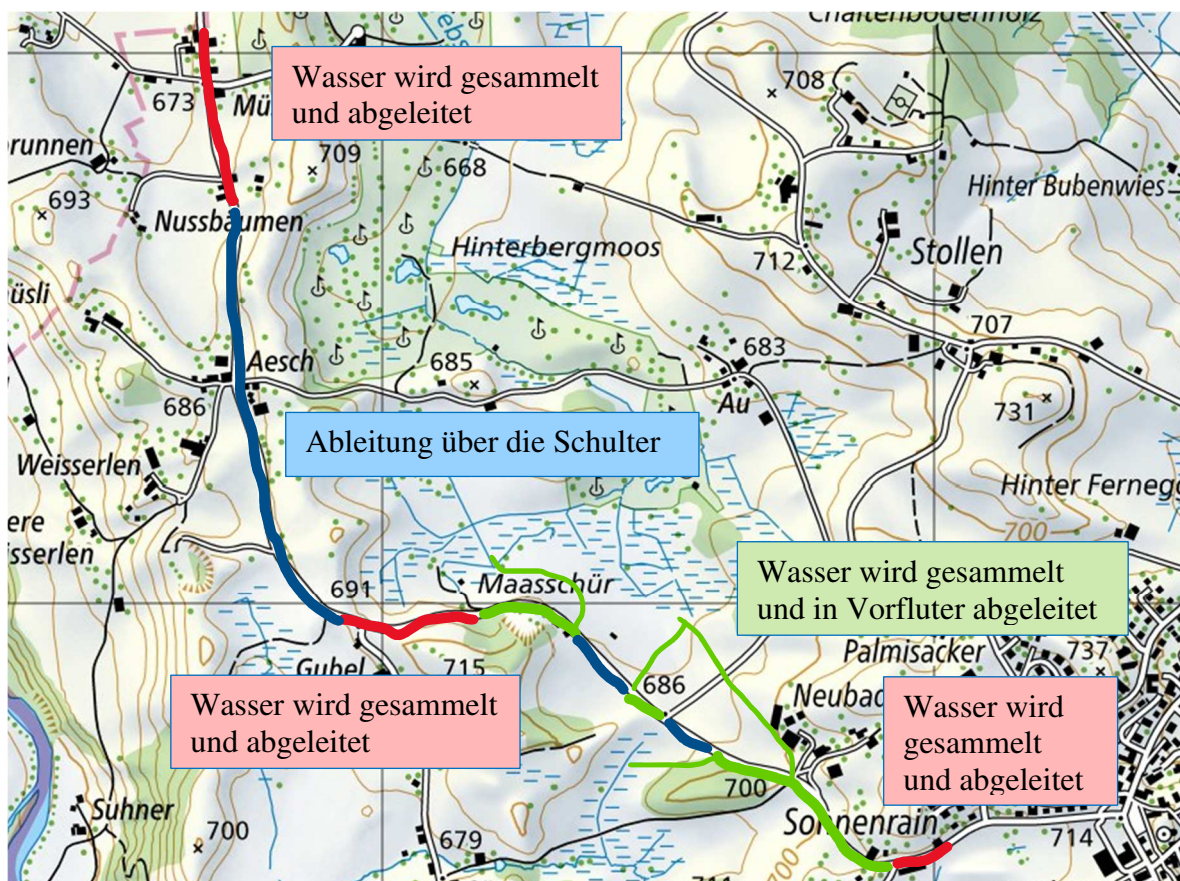 Wasser wird gesammelt
und abgeleitet
673
709
668
708
693
Nussbaumen
Hinterbergmoos
Hinter Bubenwies
Stollen
712
707
Aesch
685
683
686
Au
731
Ableitung über die Schulter
Weisserlen
700
691
Maasschür
Wasser wird gesammelt
und in Vorfluter abgeleitet
Gubel
715
686
Palmisacker
737
Wasser wird gesammelt
und abgeleitet
Wasser wird
gesammelt
und abgeleitet
700
Suhner
700
679
Sonnenrain
714
700